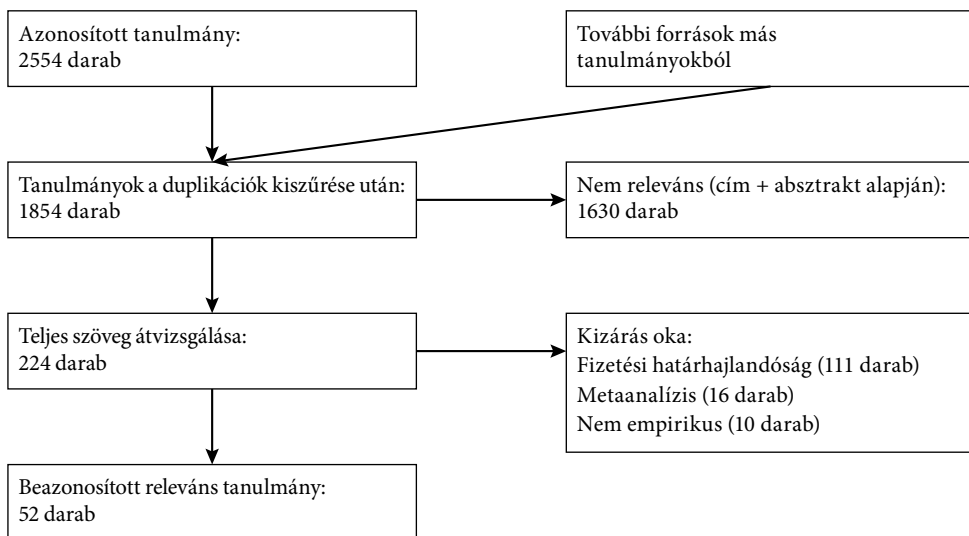 Azonosított tanulmány:
2554 darab
További források más
tanulmányokból
Tanulmányok a duplikációk kiszűrése után:
1854 darab
Nem releváns (cím + absztrakt alapján):
1630 darab
Teljes szöveg átvizsgálása:
224 darab
Kizárás oka:
Fizetési határhajlandóság (111 darab)
Metaanalízis (16 darab)
Nem empirikus (10 darab)
Beazonosított releváns tanulmány:
52 darab